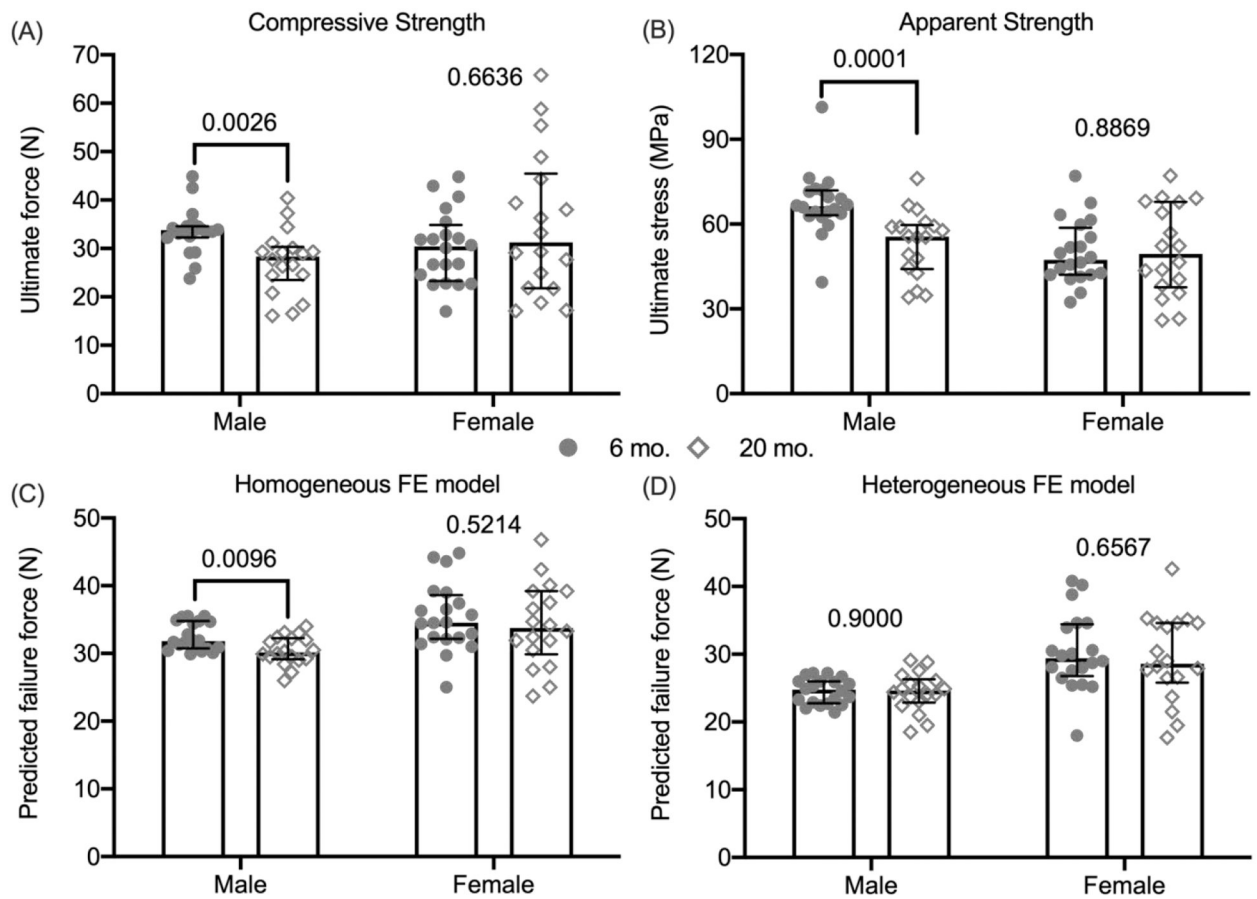 (A) Compressive Strength
Ultimate force (N)
70
60
50
40
30
20
10
0
0.0026
0.6636
Male
Female
(B) Apparent Strength
Ultimate stress (MPa)
120
90
60
30
0
0.0001
0.8869
Male
Female
6 mo. 20 mo.
(C) Homogeneous FE model
Predicted failure force (N)
50
40
30
20
10
0
0.0096
0.5214
Male
Female
(D) Heterogeneous FE model
Predicted failure force (N)
50
40
30
20
10
0
0.9000
0.6567
Male
Female